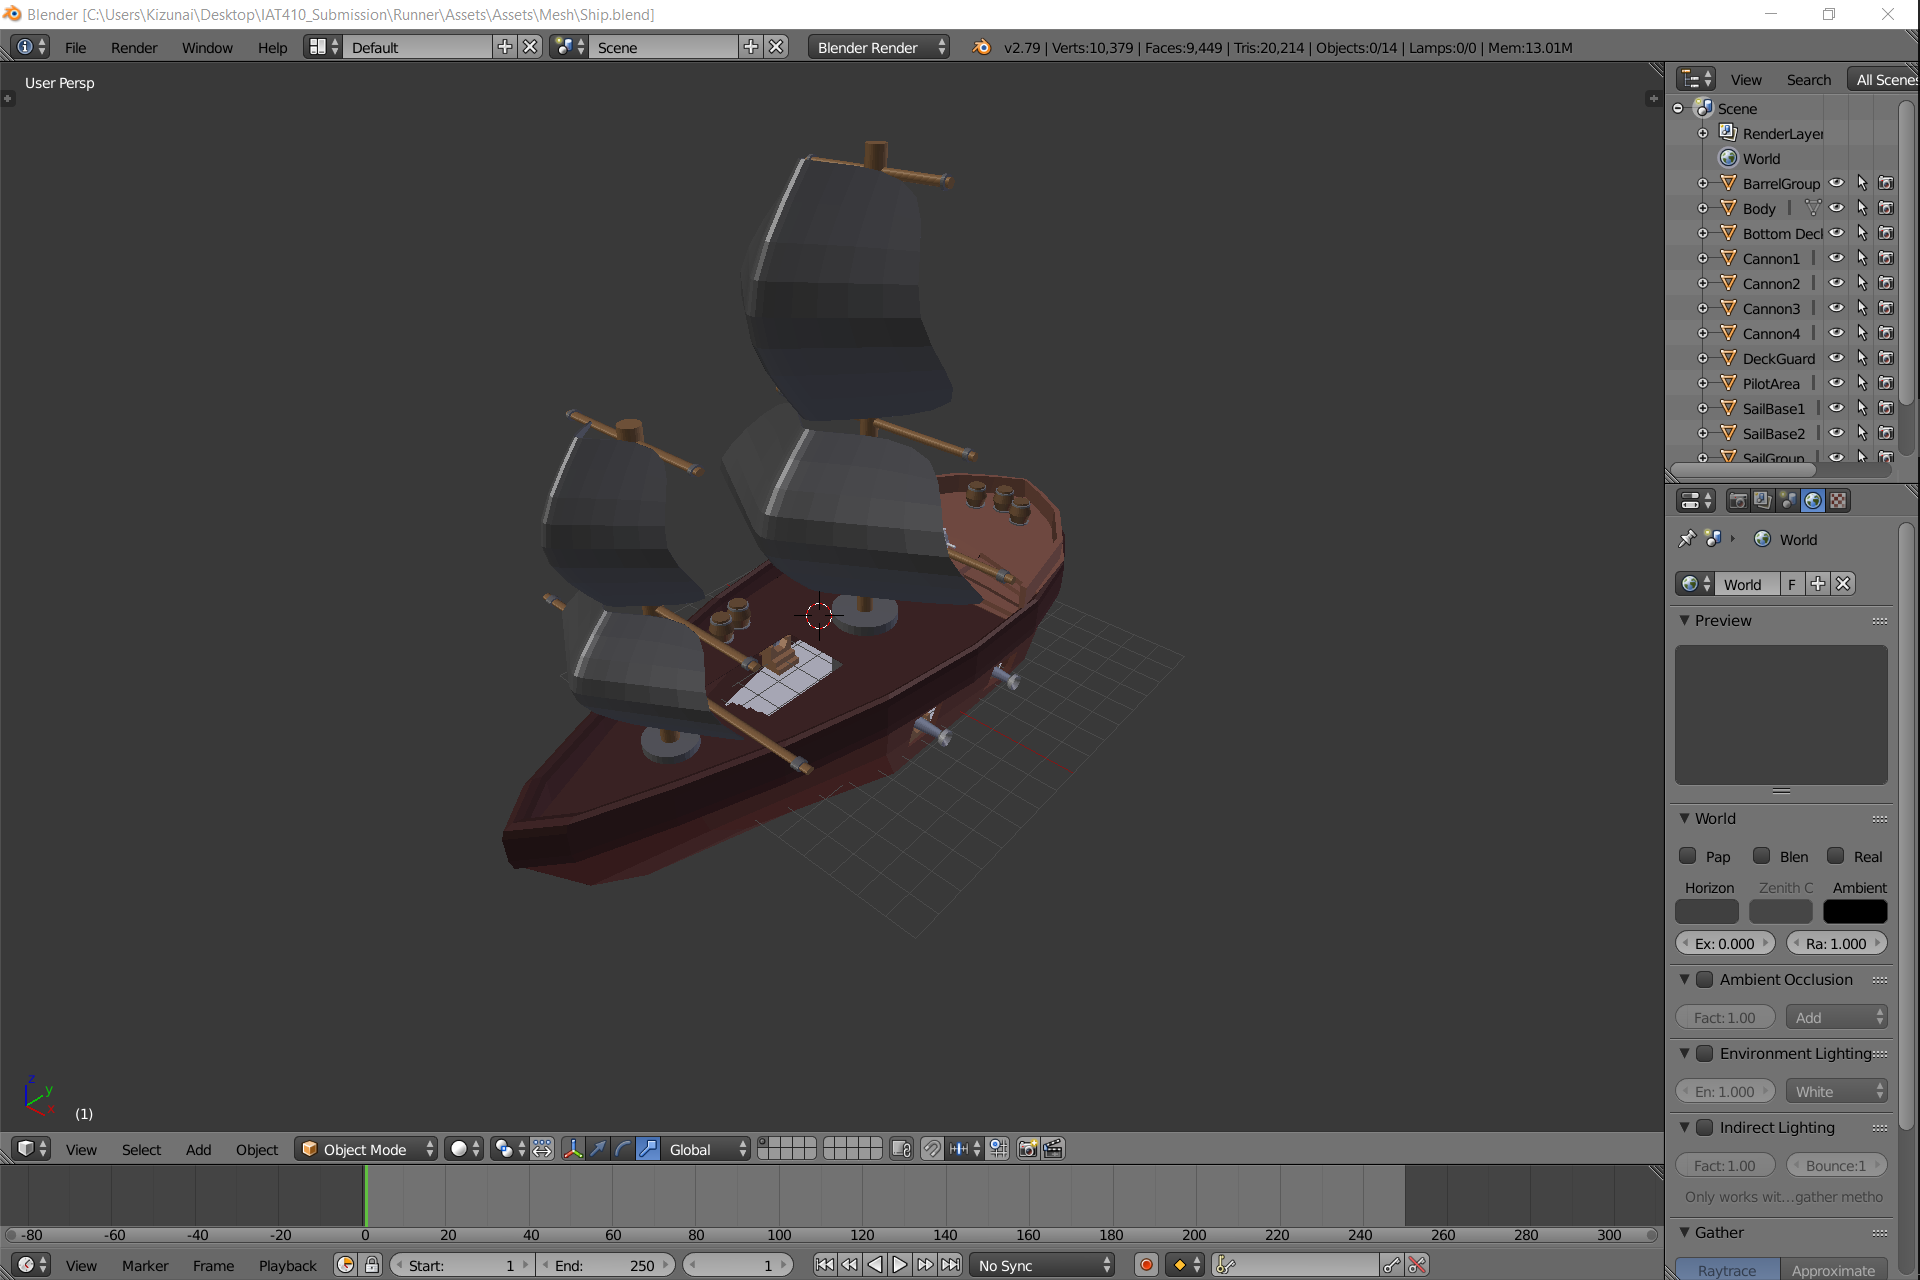 Blender [C:\Users\Kizunai\Desktop\IAT410_Submission\Runner\Assets\Assets\Mesh\Ship.blend]
File Render Window Help Default Scene Blender Render v2.79 | Verts:10,379 | Faces:9,449 | Tris:20,214 | Objects:0/14 | Lamps:0/0 | Mem:13.01M
User Persp
View Search All Scenes
Scene
RenderLayer
World
BarrelGroup
Body
Bottom Deck
Cannon1
Cannon2
Cannon3
Cannon4
DeckGuard
PilotArea
SailBase1
SailBase2
SailGroup
World
World F
Preview
World
Pap Blen Real
Horizon Zenith C Ambient
Ex: 0.000 Ra: 1.000
Ambient Occlusion
Fact: 1.00 Add
Environment Lighting
En: 1.000 White
Indirect Lighting
Fact: 1.00 Bounce:1
Only works wit...gather metho
Gather
Raytrace Approximate
z
y
x
(1)
View Select Add Object Object Mode Global
-80 -60 -40 -20 0 20 40 60 80 100 120 140 160 180 200 220 240 260 280 300
View Marker Frame Playback Start: 1 End: 250 1 No Sync